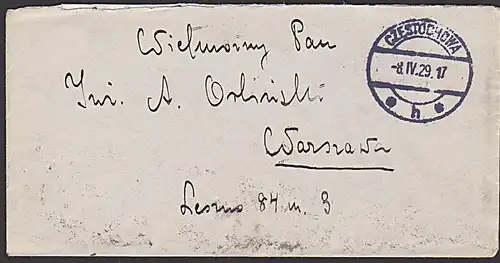 Wielmożny Pan
Inż. A. Orliński
Warszawa
Leszno 84 m. 3
CZĘSTOCHOWA
-8.IV.29.17
* h *